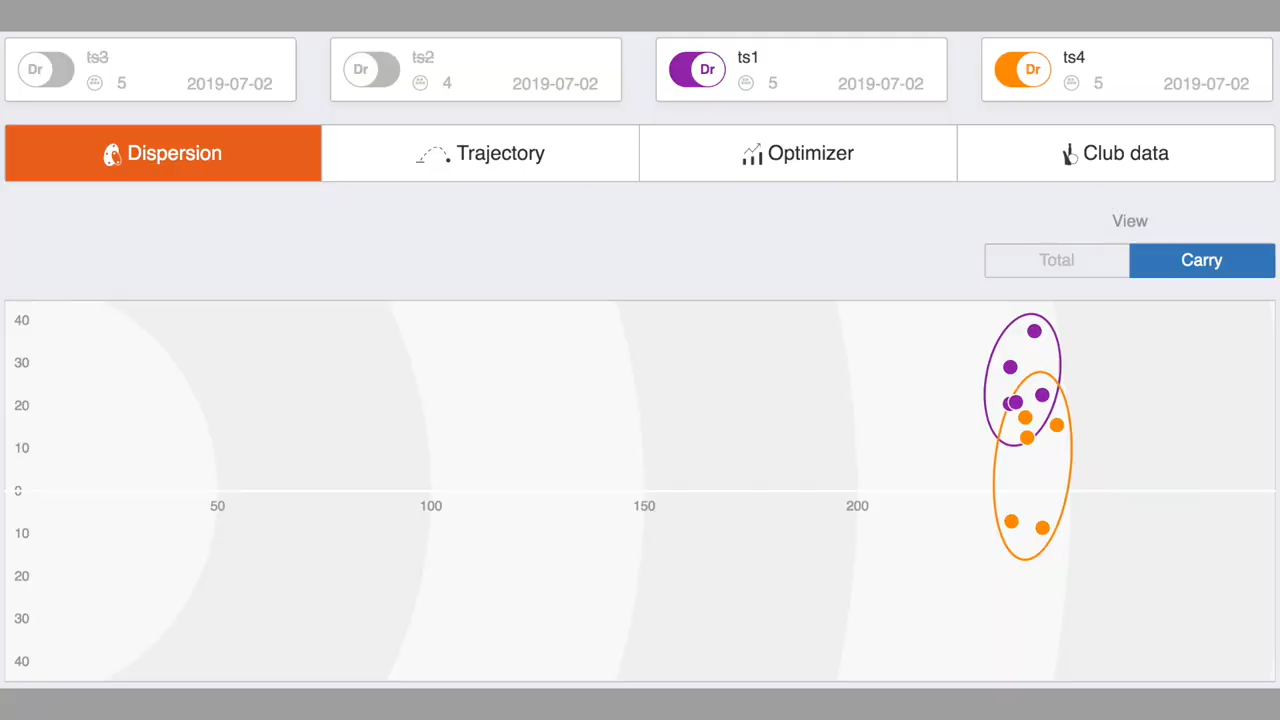 Dr ts3
5 2019-07-02
Dr ts2
4 2019-07-02
Dr ts1
5 2019-07-02
Dr ts4
5 2019-07-02
Dispersion
Trajectory
Optimizer
Club data
View
Total
Carry
40
30
20
10
0
50
100
150
200
10
20
30
40